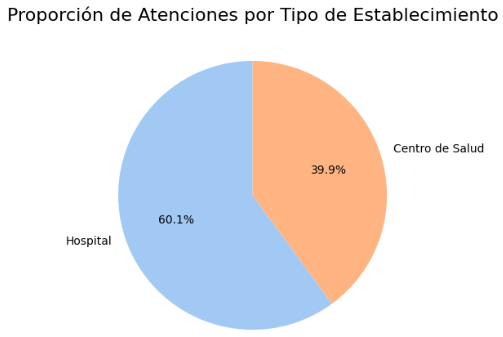 Proporción de Atenciones por Tipo de Establecimiento
Centro de Salud
39.9%
60.1%
Hospital